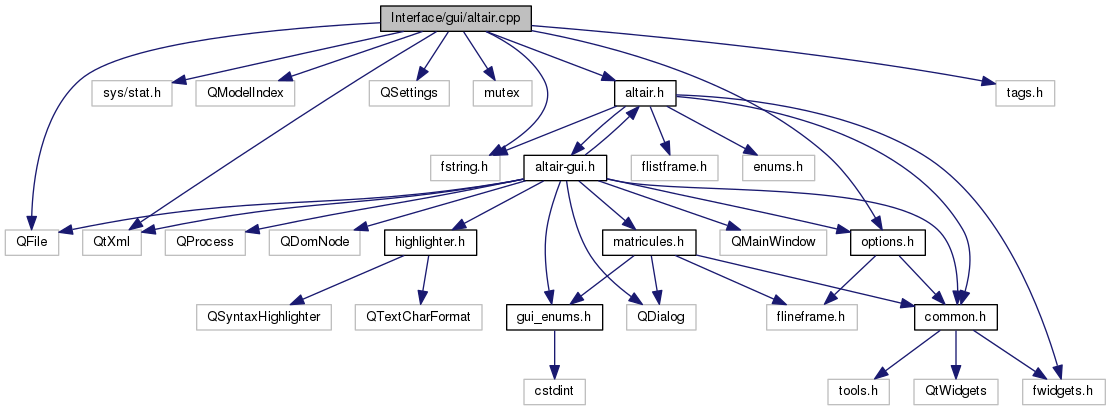 Interface/gui/altair.cpp
sys/stat.h
QModelIndex
QSettings
mutex
altair.h
tags.h
fstring.h
altair-gui.h
flistframe.h
enums.h
QFile
QtXml
QProcess
QDomNode
highlighter.h
matricules.h
QMainWindow
options.h
QSyntaxHighlighter
QTextCharFormat
gui_enums.h
QDialog
flineframe.h
common.h
cstdint
tools.h
QtWidgets
fwidgets.h